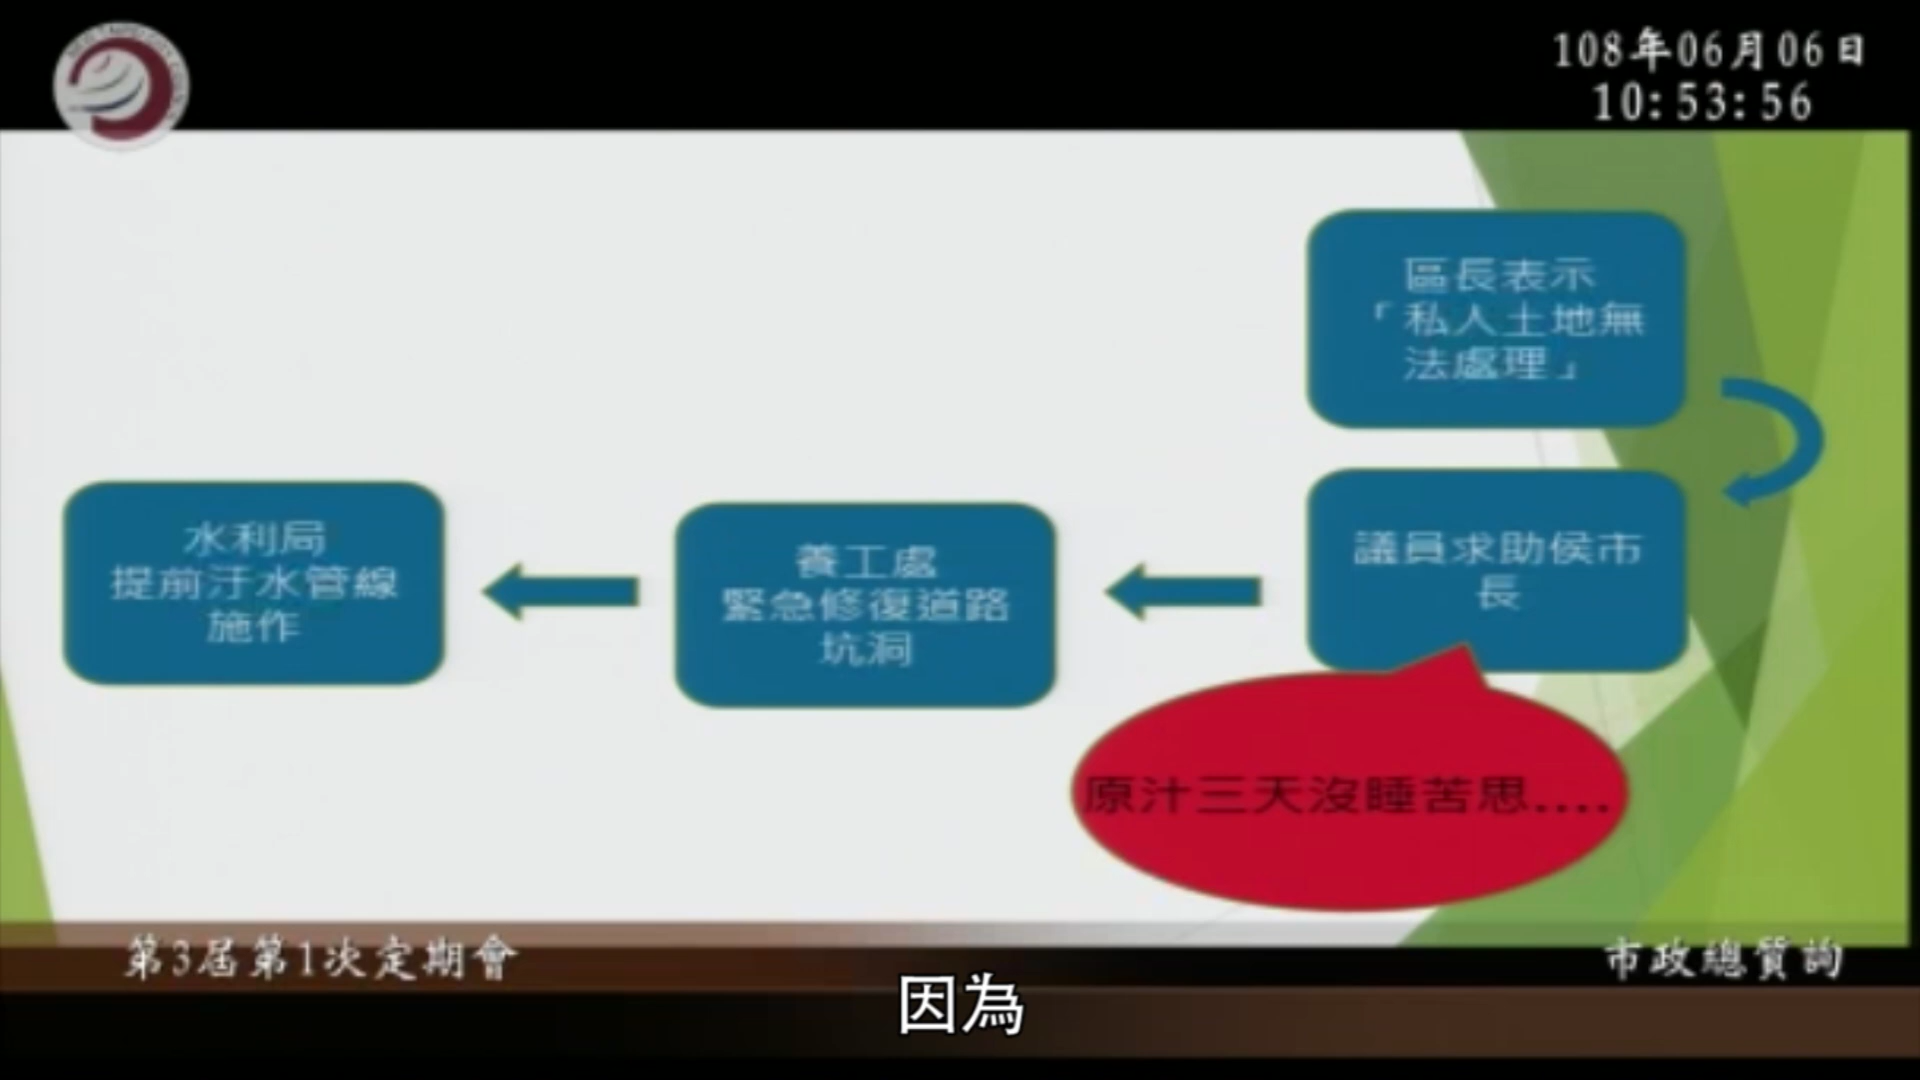 108年06月06日
10:53:56
區長表示
「私人土地無
法處理」
議員求助侯市
長
養工處
緊急修復道路
坑洞
水利局
提前汙水管線
施作
原汁三天沒睡苦思....
第3屆第1次定期會
市政總質詢
因為